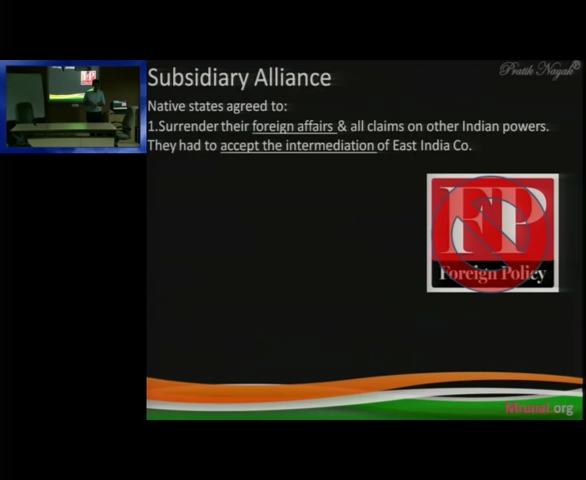 Subsidiary Alliance
Pratik Nayak
Native states agreed to:
1.Surrender their foreign affairs & all claims on other Indian powers.
They had to accept the intermediation of East India Co.
FP
Foreign Policy
Mrunal.org